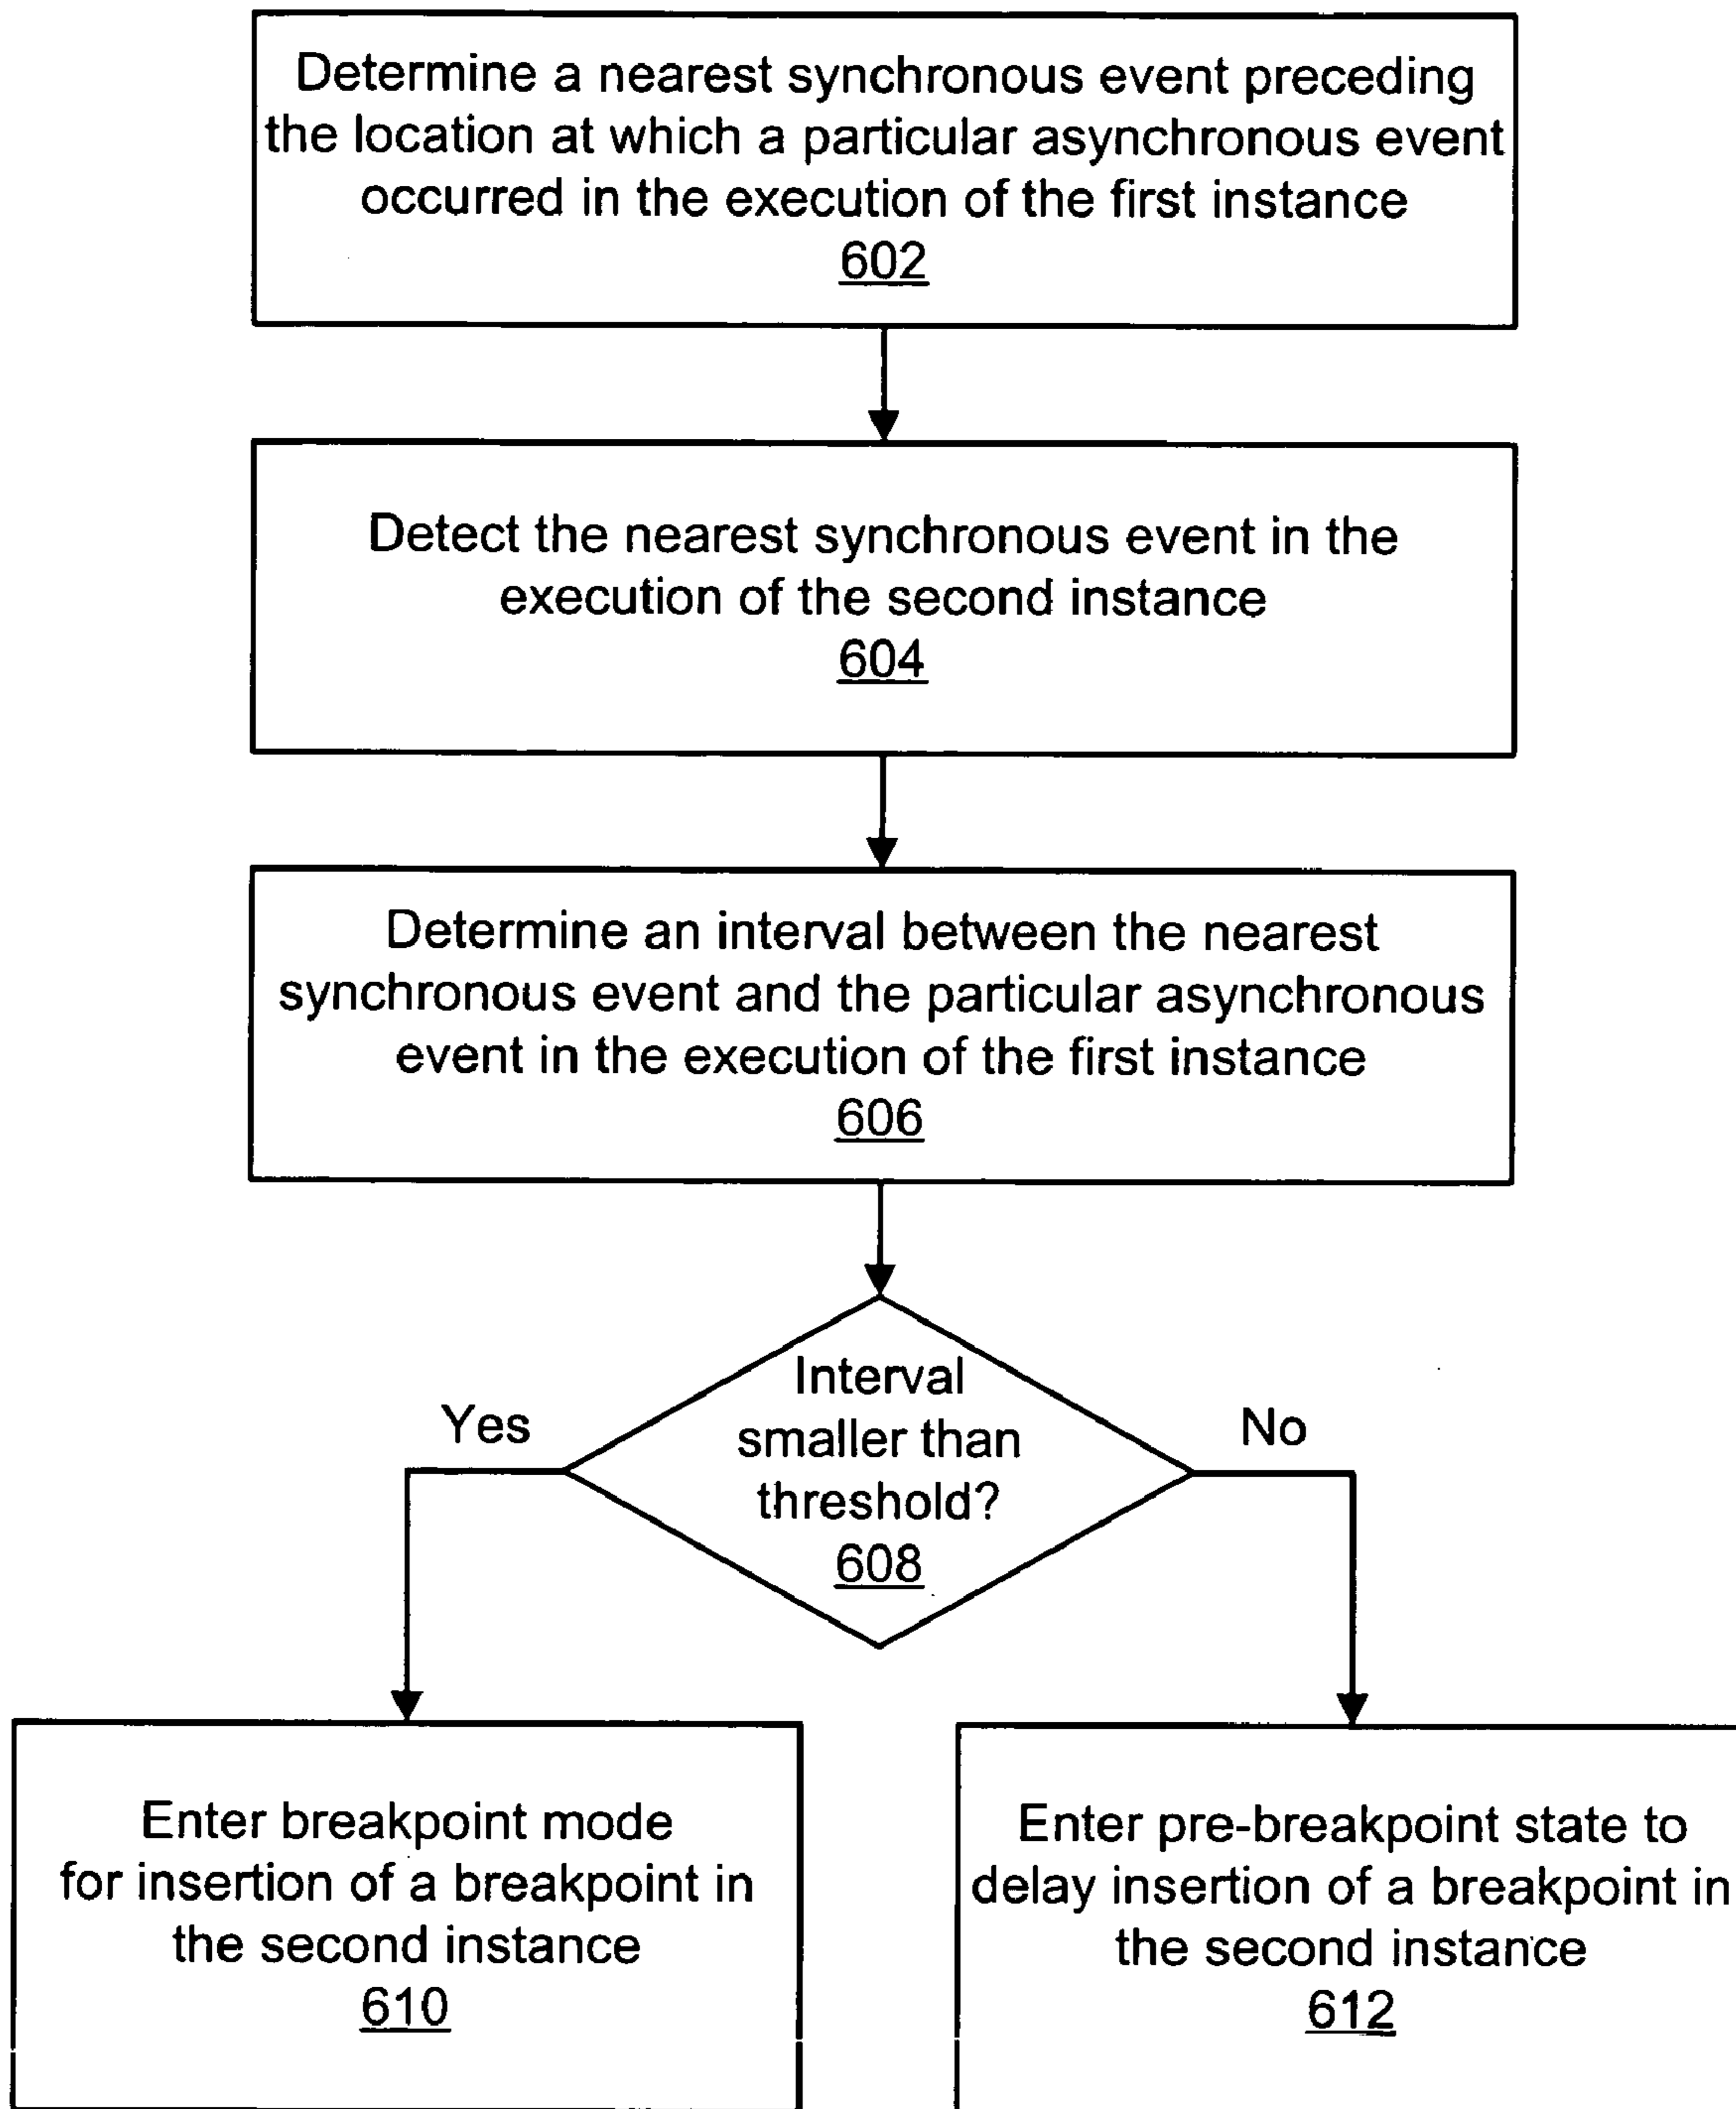 Determine a nearest synchronous event preceding
the location at which a particular asynchronous event
occurred in the execution of the first instance
602
Detect the nearest synchronous event in the
execution of the second instance
604
Determine an interval between the nearest
synchronous event and the particular asynchronous
event in the execution of the first instance
606
Interval
smaller than
threshold?
608
Yes
No
Enter breakpoint mode
for insertion of a breakpoint in
the second instance
610
Enter pre-breakpoint state to
delay insertion of a breakpoint in
the second instance
612